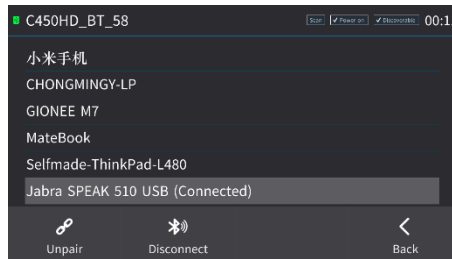 C450HD_BT_58
Scan ✓ Power on ✓ Discoverable 00:1
小米手机
CHONGMINGY-LP
GIONEE M7
MateBook
Selfmade-ThinkPad-L480
Jabra SPEAK 510 USB (Connected)
Unpair Disconnect Back